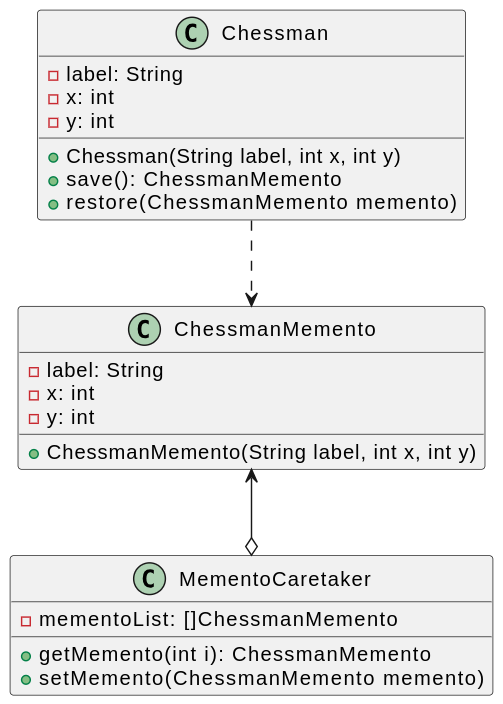 C Chessman
label: String
x: int
y: int
Chessman(String label, int x, int y)
save(): ChessmanMemento
restore(ChessmanMemento memento)
C ChessmanMemento
label: String
x: int
y: int
ChessmanMemento(String label, int x, int y)
C MementoCaretaker
mementoList: []ChessmanMemento
getMemento(int i): ChessmanMemento
setMemento(ChessmanMemento memento)